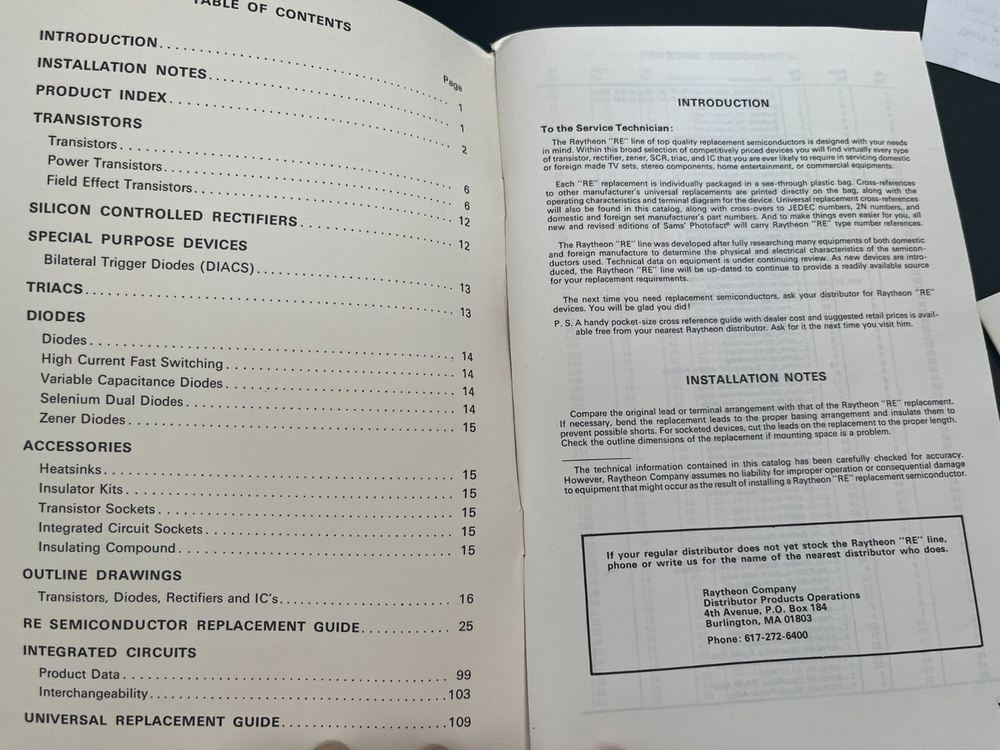 TABLE OF CONTENTS
Page
INTRODUCTION 1
INSTALLATION NOTES 1
PRODUCT INDEX 2
TRANSISTORS
Transistors 6
Power Transistors 6
Field Effect Transistors 12
SILICON CONTROLLED RECTIFIERS 12
SPECIAL PURPOSE DEVICES
Bilateral Trigger Diodes (DIACS) 13
TRIACS 13
DIODES
Diodes 14
High Current Fast Switching 14
Variable Capacitance Diodes 14
Selenium Dual Diodes 14
Zener Diodes 15
ACCESSORIES
Heatsinks 15
Insulator Kits 15
Transistor Sockets 15
Integrated Circuit Sockets 15
Insulating Compound 15
OUTLINE DRAWINGS
Transistors, Diodes, Rectifiers and IC's 16
RE SEMICONDUCTOR REPLACEMENT GUIDE 25
INTEGRATED CIRCUITS
Product Data 99
Interchangeability 103
UNIVERSAL REPLACEMENT GUIDE 109
INTRODUCTION
To the Service Technician:
The Raytheon "RE" line of top quality replacement semiconductors is designed with your needs
in mind. Within this broad selection of competitively priced devices you will find virtually every type
of transistor, rectifier, zener, SCR, triac, and IC that you are ever likely to require in servicing domestic
or foreign made TV sets, stereo components, home entertainment, or commercial equipments.
Each "RE" replacement is individually packaged in a see-through plastic bag. Cross-references
to other manufacturer's universal replacements are printed directly on the bag, along with the
operating characteristics and terminal diagram for the device. Universal replacement cross-references
will also be found in this catalog, along with cross-overs to JEDEC numbers, 2N numbers, and
domestic and foreign set manufacturer's part numbers. And to make things even easier for you, all
new and revised editions of Sams' Photofact® will carry Raytheon "RE" type number references.
The Raytheon "RE" line was developed after fully researching many equipments of both domestic
and foreign manufacture to determine the physical and electrical characteristics of the semicon-
ductors used. Technical data on equipment is under continuing review. As new devices are intro-
duced, the Raytheon "RE" line will be up-dated to continue to provide a readily available source
for your replacement requirements.
The next time you need replacement semiconductors, ask your distributor for Raytheon "RE"
devices. You will be glad you did!
P. S. A handy pocket-size cross reference guide with dealer cost and suggested retail prices is avail-
able free from your nearest Raytheon distributor. Ask for it the next time you visit him.
INSTALLATION NOTES
Compare the original lead or terminal arrangement with that of the Raytheon "RE" replacement.
If necessary, bend the replacement leads to the proper basing arrangement and insulate them to
prevent possible shorts. For socketed devices, cut the leads on the replacement to the proper length.
Check the outline dimensions of the replacement if mounting space is a problem.
The technical information contained in this catalog has been carefully checked for accuracy.
However, Raytheon Company assumes no liability for improper operation or consequential damage
to equipment that might occur as the result of installing a Raytheon "RE" replacement semiconductor.
If your regular distributor does not yet stock the Raytheon "RE" line,
phone or write us for the name of the nearest distributor who does.
Raytheon Company
Distributor Products Operations
4th Avenue, P.O. Box 184
Burlington, MA 01803
Phone: 617-272-6400